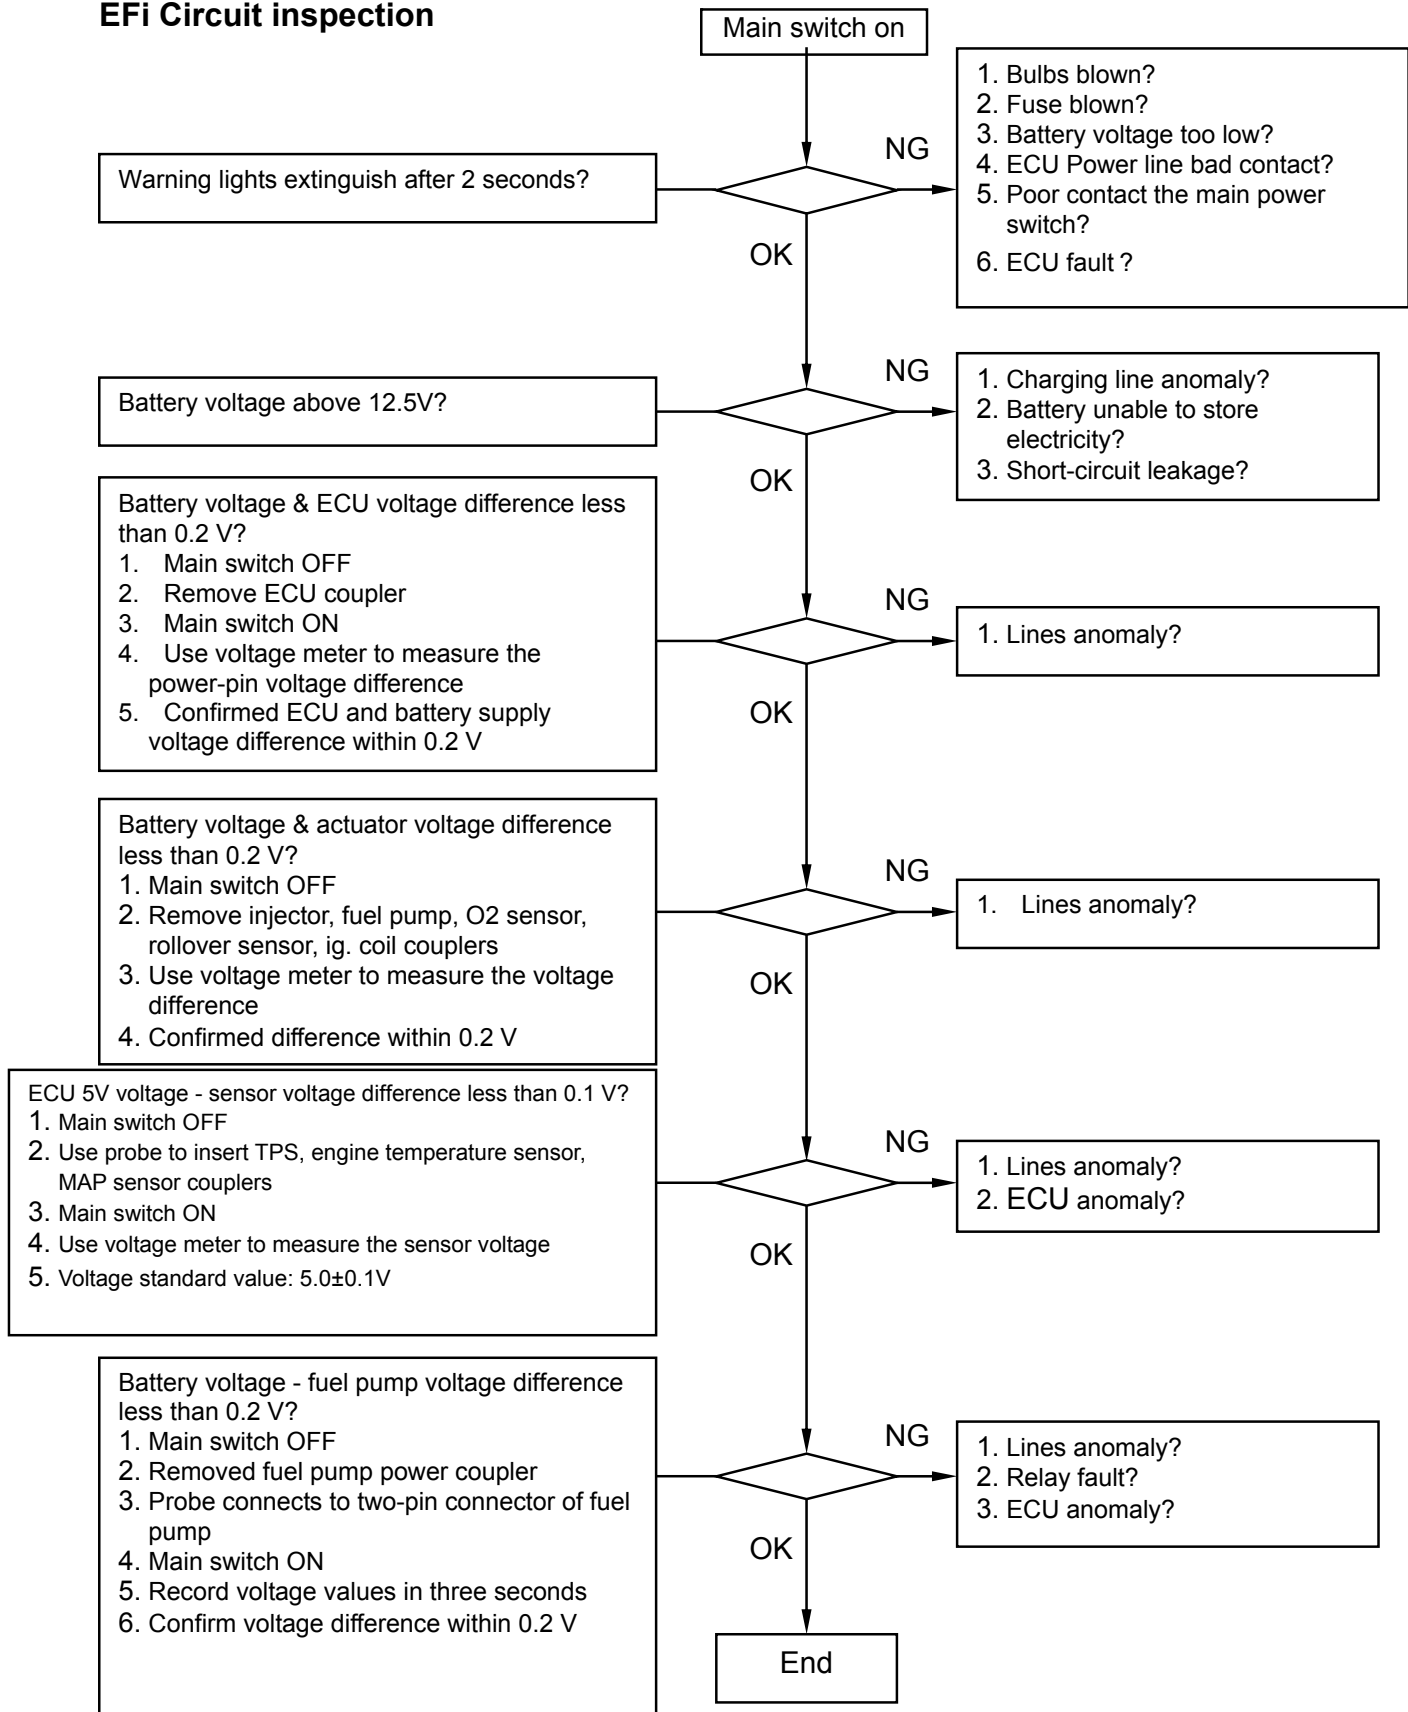 EFi Circuit inspection
Main switch on
Warning lights extinguish after 2 seconds?
NG
1. Bulbs blown?
2. Fuse blown?
3. Battery voltage too low?
4. ECU Power line bad contact?
5. Poor contact the main power
switch?
6. ECU fault ?
OK
Battery voltage above 12.5V?
NG
1. Charging line anomaly?
2. Battery unable to store
electricity?
3. Short-circuit leakage?
OK
Battery voltage & ECU voltage difference less
than 0.2 V?
1. Main switch OFF
2. Remove ECU coupler
3. Main switch ON
4. Use voltage meter to measure the
power-pin voltage difference
5. Confirmed ECU and battery supply
voltage difference within 0.2 V
NG
1. Lines anomaly?
OK
Battery voltage & actuator voltage difference
less than 0.2 V?
1. Main switch OFF
2. Remove injector, fuel pump, O2 sensor,
rollover sensor, ig. coil couplers
3. Use voltage meter to measure the voltage
difference
4. Confirmed difference within 0.2 V
NG
1. Lines anomaly?
OK
ECU 5V voltage - sensor voltage difference less than 0.1 V?
1. Main switch OFF
2. Use probe to insert TPS, engine temperature sensor,
MAP sensor couplers
3. Main switch ON
4. Use voltage meter to measure the sensor voltage
5. Voltage standard value: 5.0±0.1V
NG
1. Lines anomaly?
2. ECU anomaly?
OK
Battery voltage - fuel pump voltage difference
less than 0.2 V?
1. Main switch OFF
2. Removed fuel pump power coupler
3. Probe connects to two-pin connector of fuel
pump
4. Main switch ON
5. Record voltage values in three seconds
6. Confirm voltage difference within 0.2 V
NG
1. Lines anomaly?
2. Relay fault?
3. ECU anomaly?
OK
End